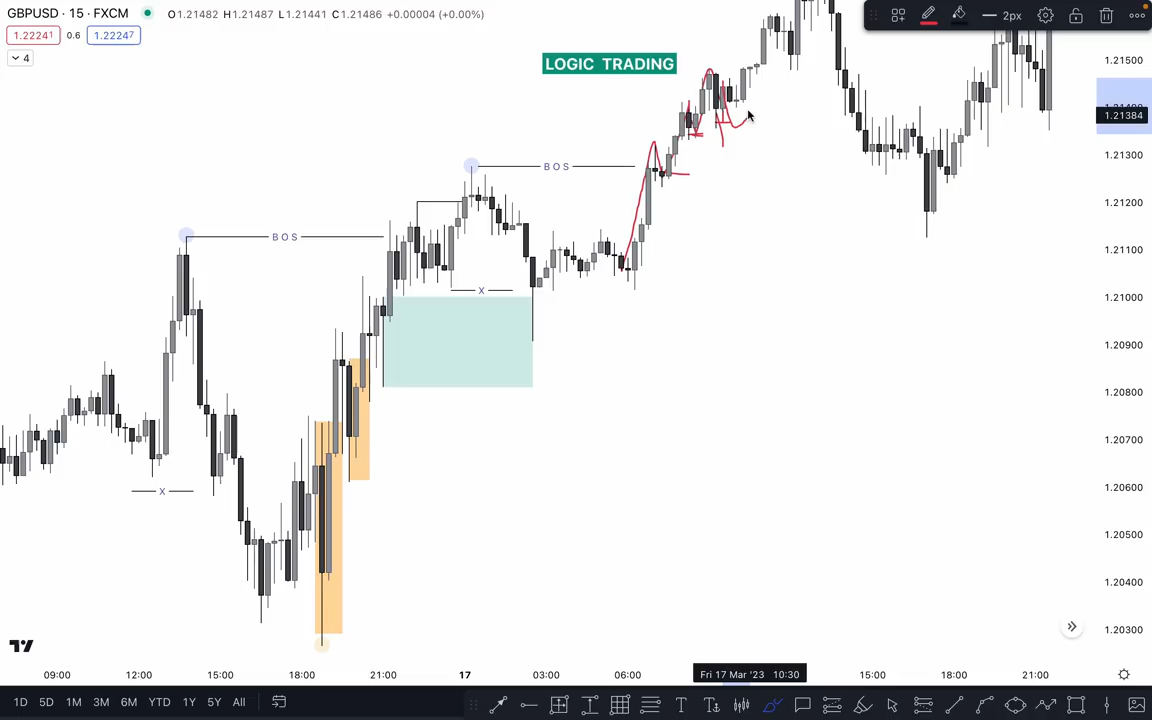 GBPUSD · 15 · FXCM O1.21482 H1.21487 L1.21441 C1.21486 +0.00004 (+0.00%)
1.22241 0.6 1.22247
4
2px
LOGIC TRADING
BOS
BOS
X
X
1.21500
1.21384
1.21300
1.21200
1.21100
1.21000
1.20900
1.20800
1.20700
1.20600
1.20500
1.20400
1.20300
09:00 12:00 15:00 18:00 21:00 17 03:00 06:00 Fri 17 Mar '23 10:30 15:00 18:00 21:00
1D 5D 1M 3M 6M YTD 1Y 5Y All